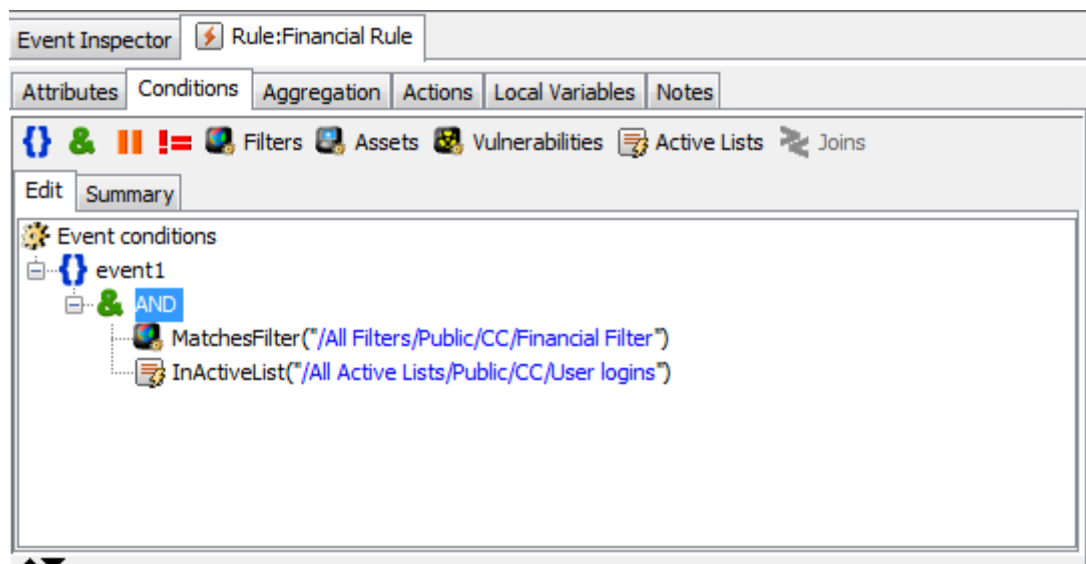 Event Inspector Rule:Financial Rule
Attributes Conditions Aggregation Actions Local Variables Notes
{} & || != Filters Assets Vulnerabilities Active Lists Joins
Edit Summary
Event conditions
{} event1
& AND
MatchesFilter("/All Filters/Public/CC/Financial Filter")
InActiveList("/All Active Lists/Public/CC/User logins")